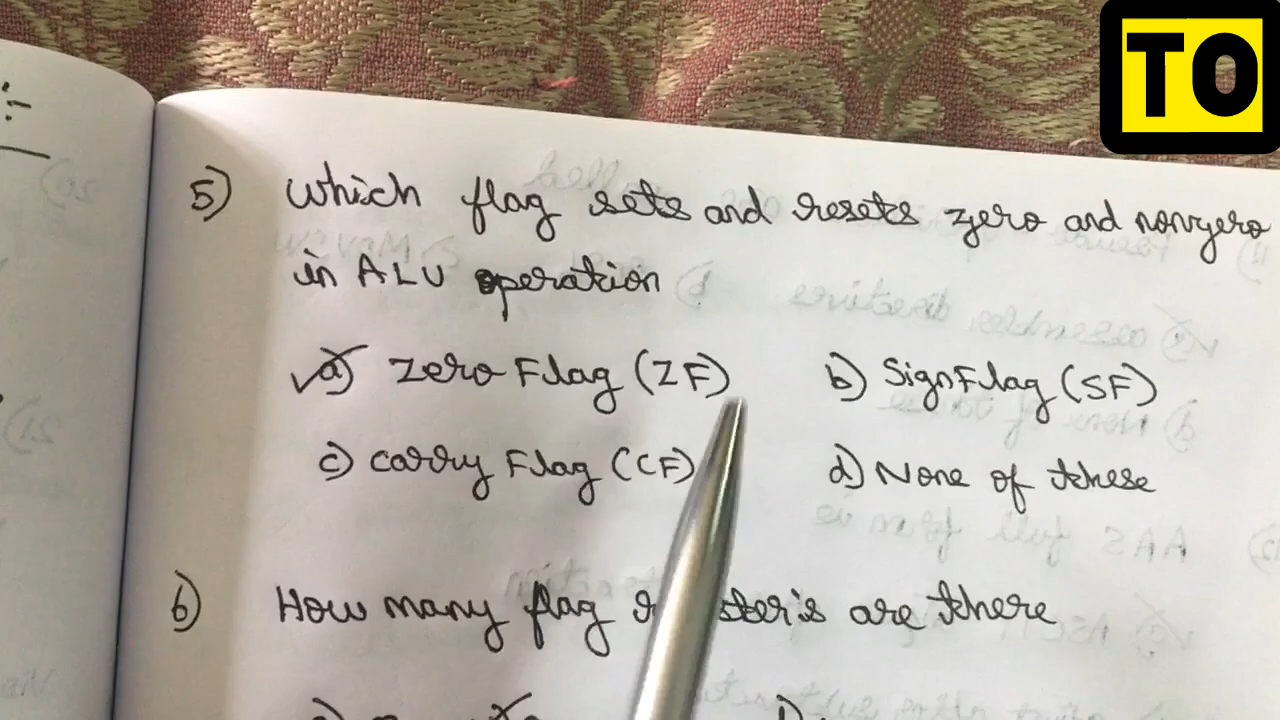 TO
5) Which flag sets and resets zero and nonzero
in ALU operation
a) Zero Flag (ZF) b) Sign Flag (SF)
c) Carry Flag (CF) d) None of these
6) How many flag are there